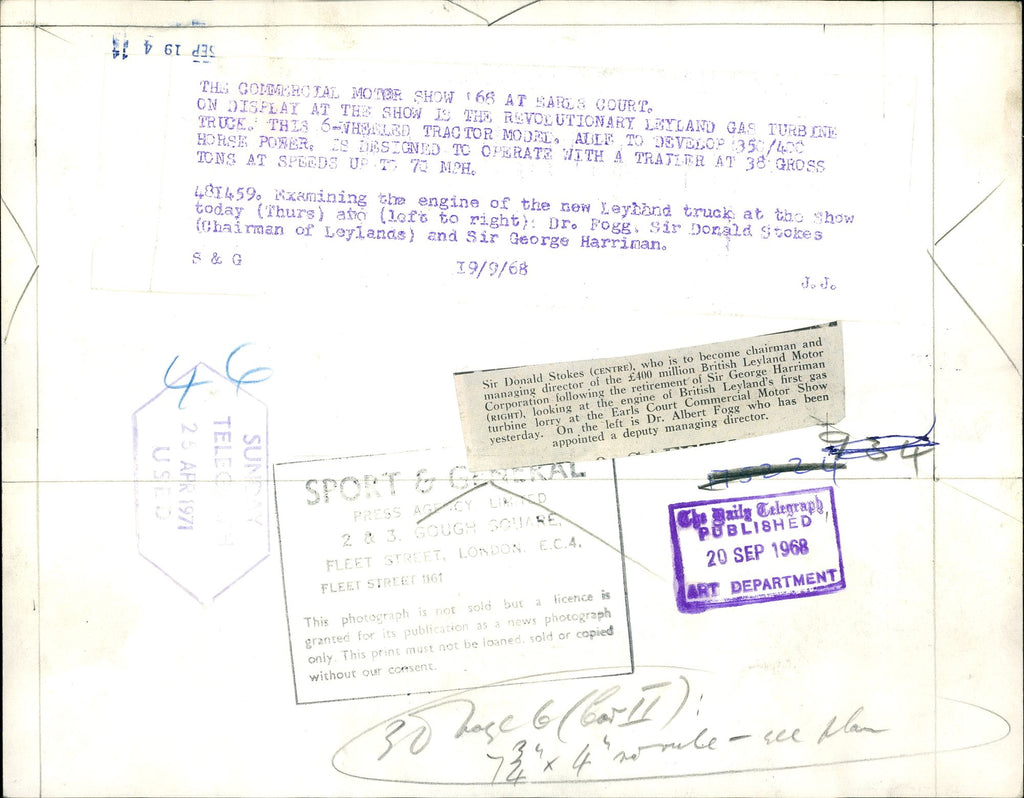 SEP 19 4
THE COMMERCIAL MOTOR SHOW '68 AT EARLS COURT.
ON DISPLAY AT THE SHOW IS THE REVOLUTIONARY LEYLAND GAS TURBINE
TRUCK. THIS 6-WHEELED TRACTOR MODEL, ABLE TO DEVELOP 350/400
HORSE POWER, IS DESIGNED TO OPERATE WITH A TRAILER AT 38 GROSS
TONS AT SPEEDS UP TO 70 MPH.
481459. Examining the engine of the new Leyland truck at the Show
today (Thurs) are (left to right): Dr. Fogg, Sir Donald Stokes
(Chairman of Leylands) and Sir George Harriman.
S & G 19/9/68 J.J.
46
SUNDAY
TELEGRAPH
26 APR 1971
USED
Sir Donald Stokes (CENTRE), who is to become chairman and
managing director of the £400 million British Leyland Motor
Corporation following the retirement of Sir George Harriman
(RIGHT), looking at the engine of British Leyland's first gas
turbine lorry at the Earls Court Commercial Motor Show
yesterday. On the left is Dr. Albert Fogg who has been
appointed a deputy managing director.
934
SPORT & GENERAL
PRESS AGENCY LIMITED
2 & 3, GOUGH SQUARE,
FLEET STREET, LONDON, E.C.4.
FLEET STREET 1161
This photograph is not sold but a licence is
granted for its publication as a news photograph
only. This print must not be loaned, sold or copied
without our consent.
The Daily Telegraph,
PUBLISHED
20 SEP 1968
ART DEPARTMENT
30 page 6 (Cor II):
7 3/4" x 4" no rule - see plan